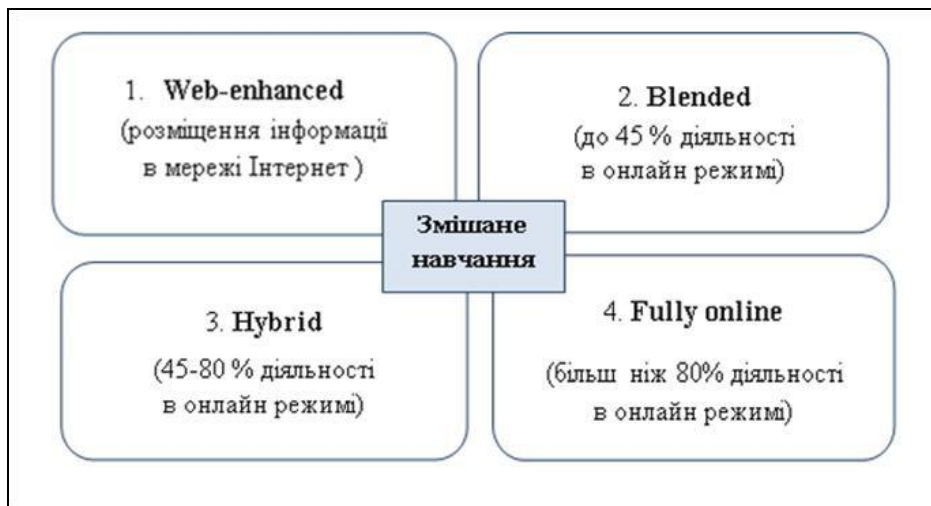 1. Web-enhanced
(розміщення інформації
в мережі Інтернет )
2. Blended
(до 45 % діяльності
в онлайн режимі)
Змішане
навчання
3. Hybrid
(45-80 % діяльності
в онлайн режимі)
4. Fully online
(більш ніж 80% діяльності
в онлайн режимі)